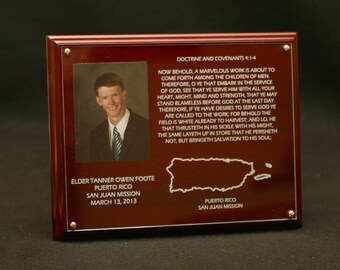 DOCTRINE AND COVENANTS 4:1-4
NOW BEHOLD, A MARVELOUS WORK IS ABOUT TO
COME FORTH AMONG THE CHILDREN OF MEN.
THEREFORE, O YE THAT EMBARK IN THE SERVICE
OF GOD, SEE THAT YE SERVE HIM WITH ALL YOUR
HEART, MIGHT, MIND AND STRENGTH, THAT YE MAY
STAND BLAMELESS BEFORE GOD AT THE LAST DAY.
THEREFORE, IF YE HAVE DESIRES TO SERVE GOD YE
ARE CALLED TO THE WORK; FOR BEHOLD THE
FIELD IS WHITE ALREADY TO HARVEST; AND LO, HE
THAT THRUSTETH IN HIS SICKLE WITH HIS MIGHT,
THE SAME LAYETH UP IN STORE THAT HE PERISHETH
NOT, BUT BRINGETH SALVATION TO HIS SOUL;
ELDER TANNER OWEN FOOTE
PUERTO RICO
SAN JUAN MISSION
MARCH 13, 2013
PUERTO RICO
SAN JUAN MISSION